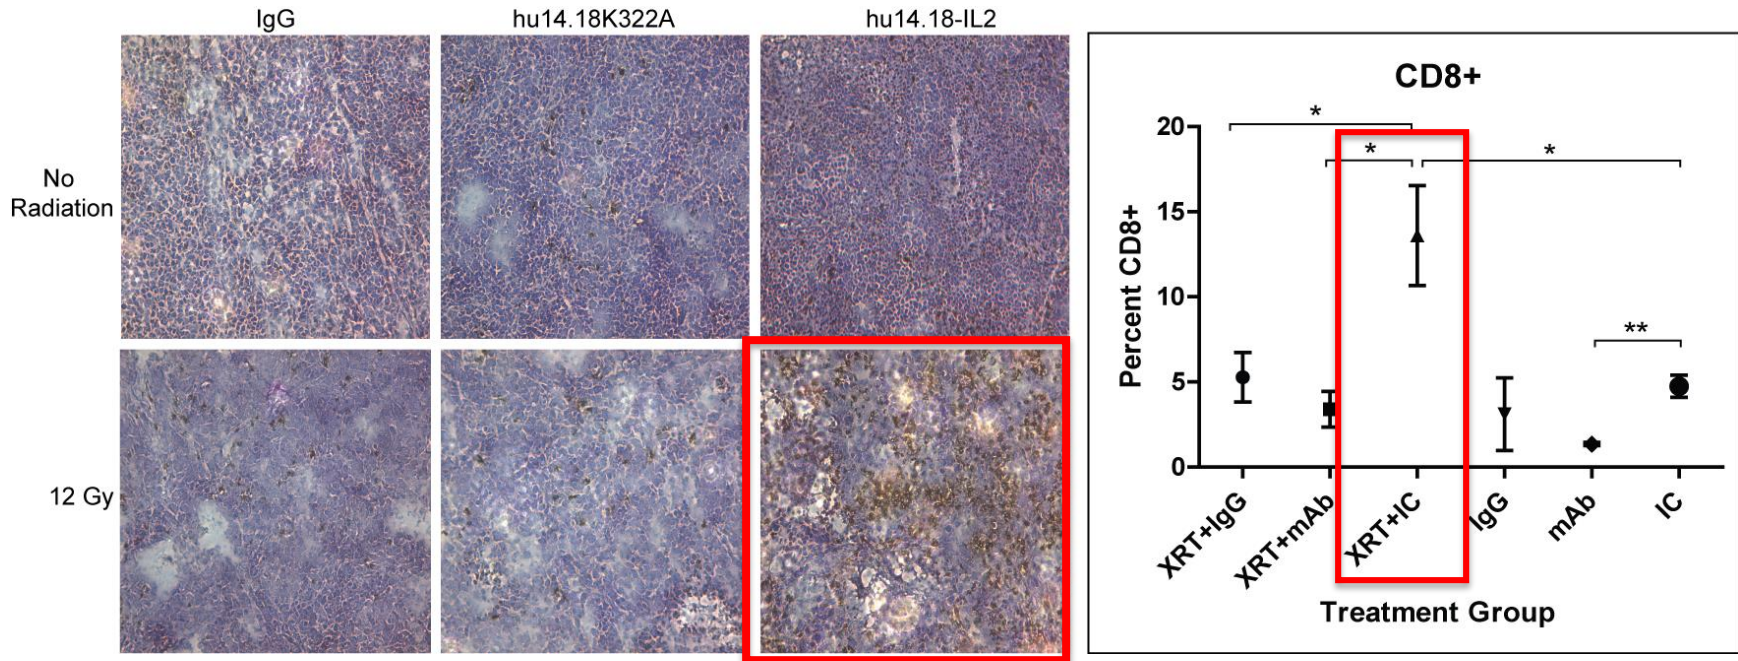 IgG
hu14.18K322A
hu14.18-IL2
No
Radiation
12 Gy
CD8+
Percent CD8+
20
15
10
5
0
*
*
*
**
XRT+IgG
XRT+mAb
XRT+IC
IgG
mAb
IC
Treatment Group